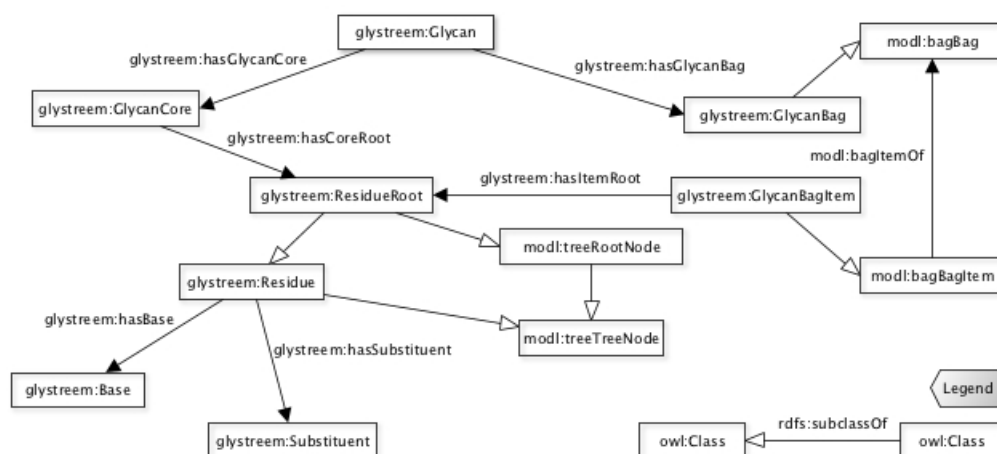 glystreem:Glycan
modl:bagBag
glystreem:hasGlycanCore
glystreem:hasGlycanBag
glystreem:GlycanCore
glystreem:GlycanBag
glystreem:hasCoreRoot
modl:bagItemOf
glystreem:hasItemRoot
glystreem:ResidueRoot
glystreem:GlycanBagItem
modl:treeRootNode
glystreem:Residue
modl:bagBagItem
glystreem:hasBase
modl:treeTreeNode
glystreem:hasSubstituent
glystreem:Base
Legend
rdfs:subclassOf
glystreem:Substituent
owl:Class
owl:Class